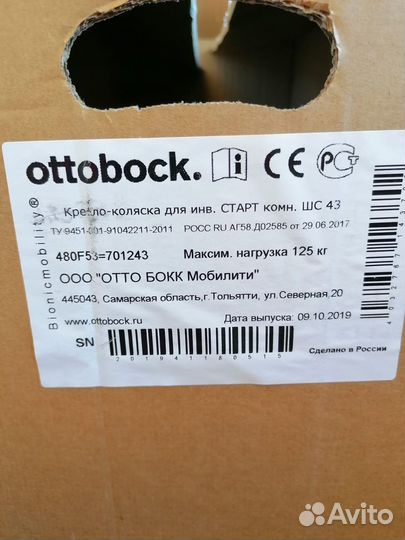 ottobock.
Bionicmobility®
Кресло-коляска для инв. СТАРТ комн. ШС 43
ТУ 9451-001-91042211-2011 РОСС RU АГ58.Д02585 от 29.06.2017
480F53=701243 Максим. нагрузка 125 кг
ООО "ОТТО БОКК Мобилити"
445043, Самарская область,г.Тольятти, ул.Северная,20
www.ottobock.ru Дата выпуска: 09.10.2019
SN
201941180515
Сделано в России
Avito